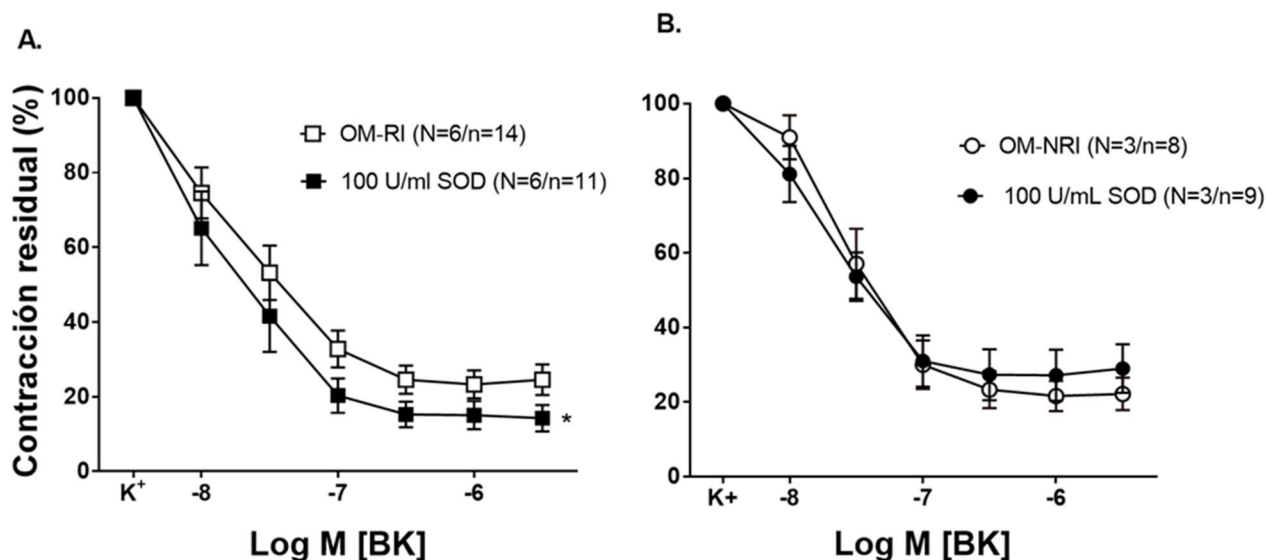 A.
Contracción residual (%)
100
80
60
40
20
0
OM-RI (N=6/n=14)
100 U/ml SOD (N=6/n=11)
*
K⁺ -8 -7 -6
Log M [BK]
B.
100
80
60
40
20
0
OM-NRI (N=3/n=8)
100 U/mL SOD (N=3/n=9)
K+ -8 -7 -6
Log M [BK]